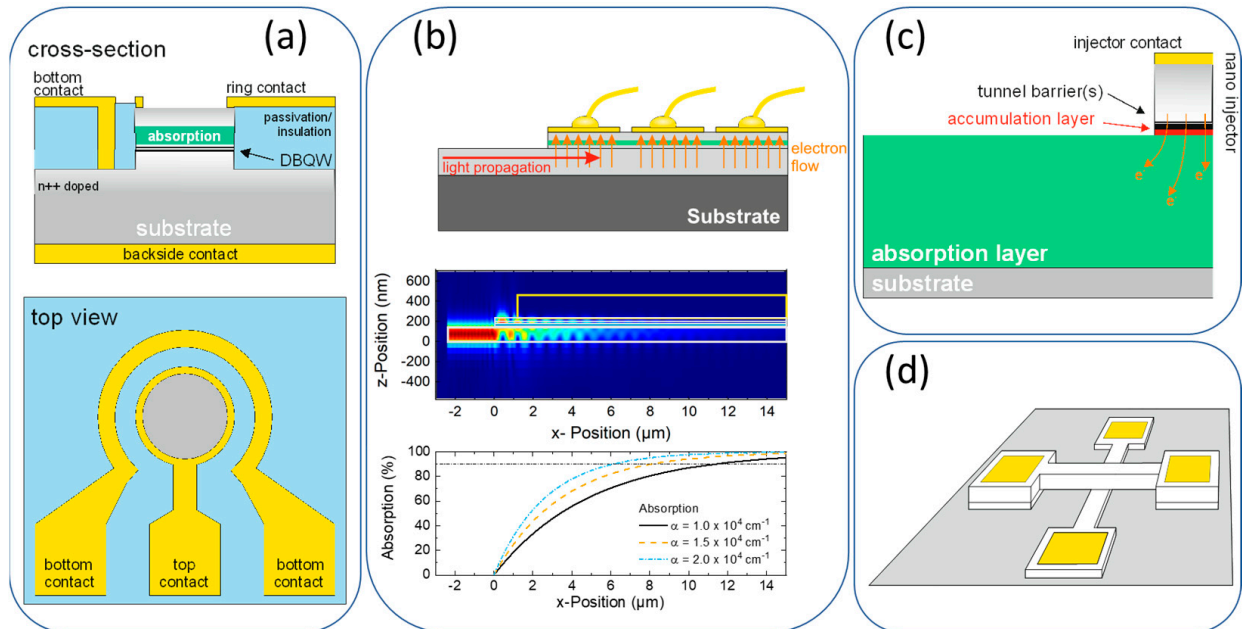 (a)
cross-section
bottom
contact
ring contact
absorption
passivation/
insulation
DBQW
n++ doped
substrate
backside contact
top view
bottom
contact
top
contact
bottom
contact
(b)
light propagation
electron
flow
Substrate
z-Position (nm)
600
400
200
0
-200
-400
-2 0 2 4 6 8 10 12 14
x- Position (µm)
Absorption (%)
100
80
60
40
20
0
Absorption
α = 1.0 x 10⁴ cm⁻¹
α = 1.5 x 10⁴ cm⁻¹
α = 2.0 x 10⁴ cm⁻¹
-2 0 2 4 6 8 10 12 14
x-Position (µm)
(c)
injector contact
nano injector
tunnel barrier(s)
accumulation layer
e e e
absorption layer
substrate
(d)